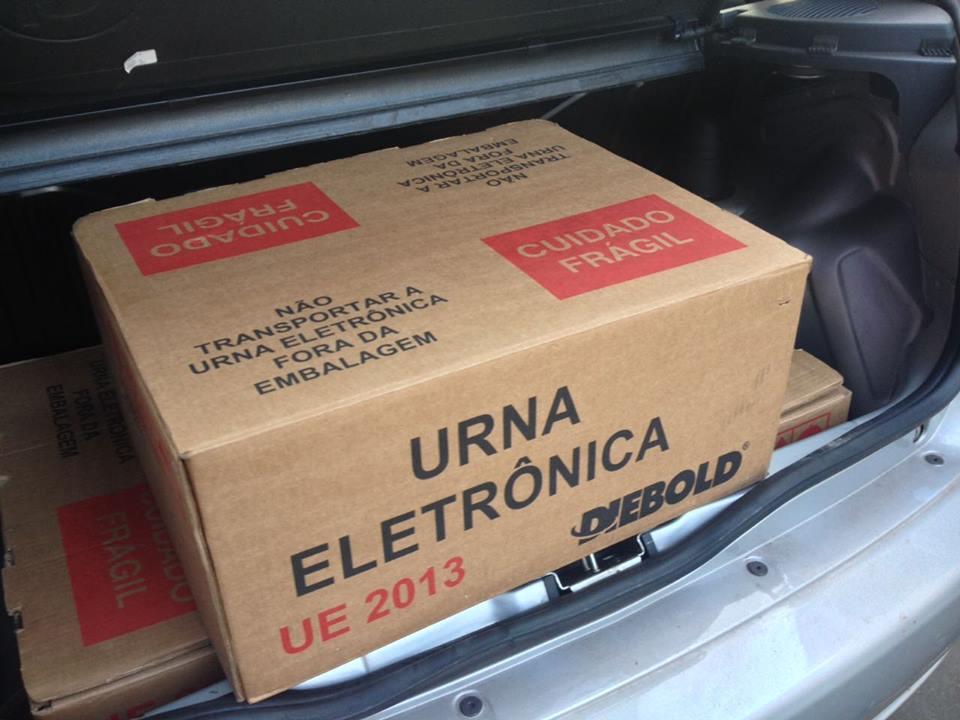 NÃO
TRANSPORTAR A
URNA ELETRÔNICA
FORA DA
EMBALAGEM
CUIDADO
FRÁGIL
CUIDADO
FRÁGIL
NÃO
TRANSPORTAR A
URNA ELETRÔNICA
FORA DA
EMBALAGEM
URNA
ELETRÔNICA
DIEBOLD®
UE 2013
URNA ELETRÔNICA
FORA DA
EMBALAGEM
CUIDADO
FRÁGIL